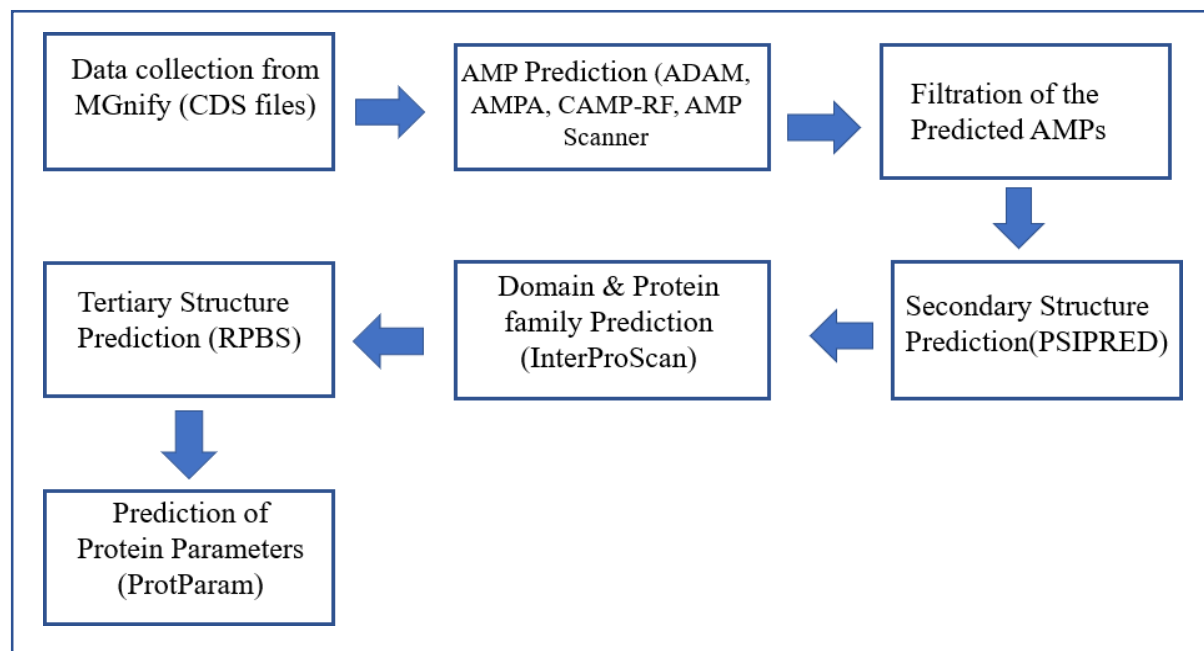 Data collection from
MGnify (CDS files)
AMP Prediction (ADAM,
AMPA, CAMP-RF, AMP
Scanner
Filtration of the
Predicted AMPs
Secondary Structure
Prediction(PSIPRED)
Domain & Protein
family Prediction
(InterProScan)
Tertiary Structure
Prediction (RPBS)
Prediction of
Protein Parameters
(ProtParam)